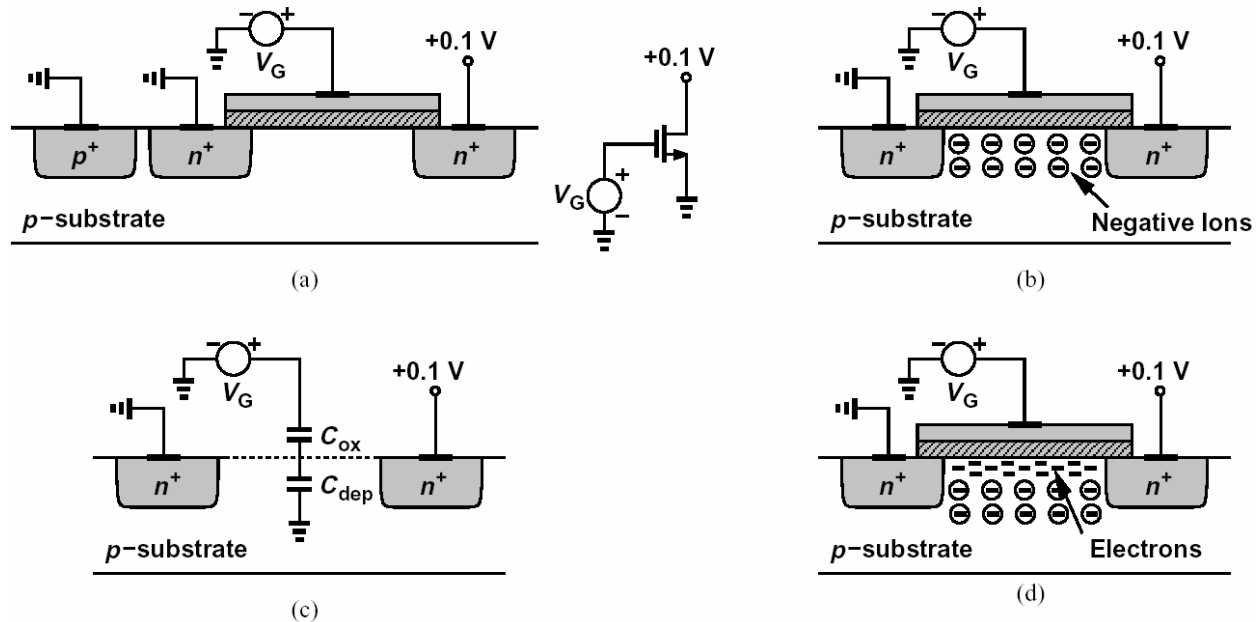 − +
V_G
+0.1 V
p+
n+
n+
p−substrate
(a)
+0.1 V
V_G
+
−
− +
V_G
+0.1 V
n+
n+
p−substrate
Negative Ions
(b)
− +
V_G
+0.1 V
C_ox
C_dep
n+
n+
p−substrate
(c)
− +
V_G
+0.1 V
n+
n+
p−substrate
Electrons
(d)